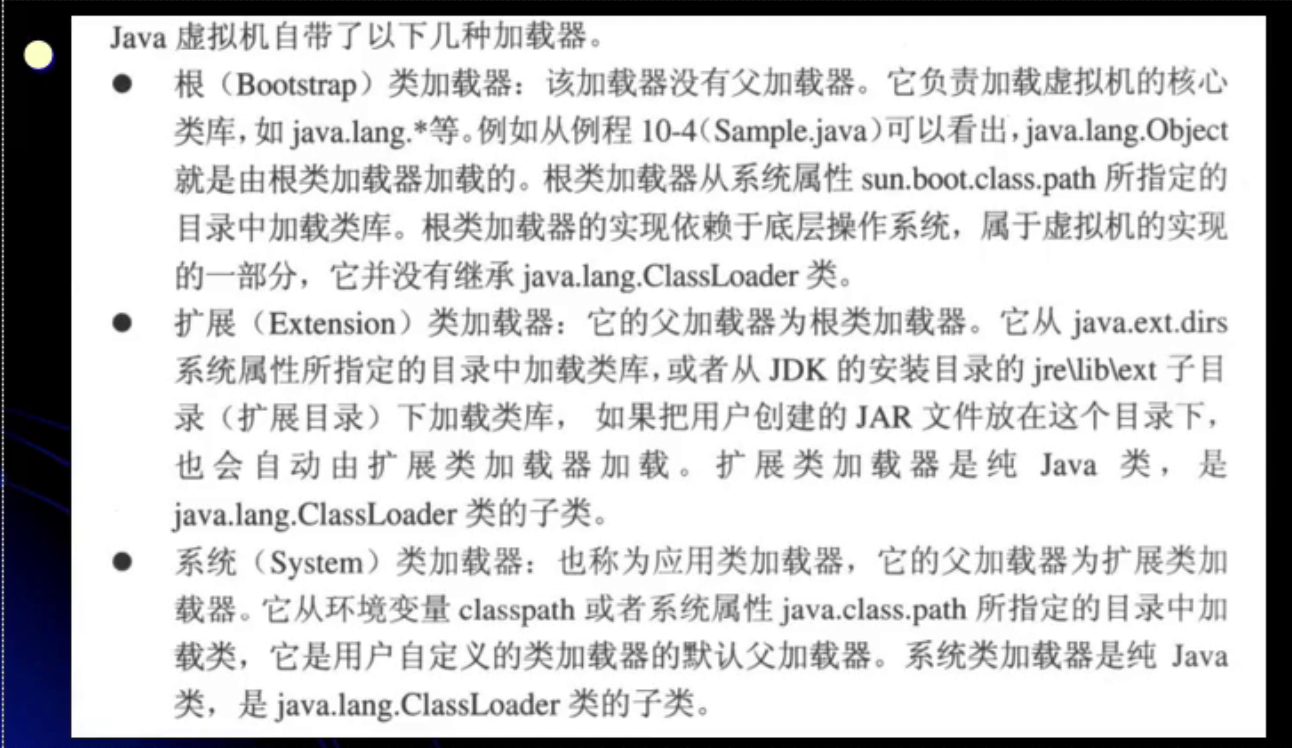 Java 虚拟机自带了以下几种加载器。
● 根（Bootstrap）类加载器：该加载器没有父加载器。它负责加载虚拟机的核心
类库，如 java.lang.*等。例如从例程 10-4（Sample.java）可以看出，java.lang.Object
就是由根类加载器加载的。根类加载器从系统属性 sun.boot.class.path 所指定的
目录中加载类库。根类加载器的实现依赖于底层操作系统，属于虚拟机的实现
的一部分，它并没有继承 java.lang.ClassLoader 类。
● 扩展（Extension）类加载器：它的父加载器为根类加载器。它从 java.ext.dirs
系统属性所指定的目录中加载类库，或者从 JDK 的安装目录的 jre\lib\ext 子目
录（扩展目录）下加载类库， 如果把用户创建的 JAR 文件放在这个目录下，
也会自动由扩展类加载器加载。扩展类加载器是纯 Java 类，是
java.lang.ClassLoader 类的子类。
● 系统（System）类加载器：也称为应用类加载器，它的父加载器为扩展类加
载器。它从环境变量 classpath 或者系统属性 java.class.path 所指定的目录中加
载类，它是用户自定义的类加载器的默认父加载器。系统类加载器是纯 Java
类，是 java.lang.ClassLoader 类的子类。